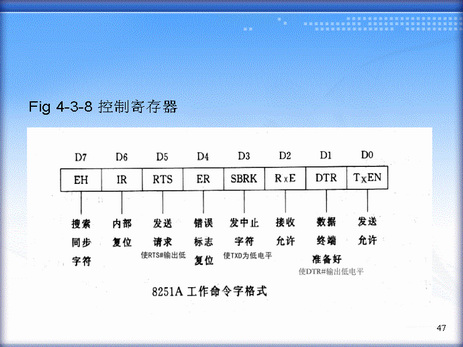 Fig 4-3-8 控制寄存器
D7 D6 D5 D4 D3 D2 D1 D0
EH IR RTS ER SBRK RxE DTR TxEN
搜索 内部 发送 错误 发中止 接收 数据 发送
同步 复位 请求 标志 字符 允许 终端 允许
字符 使RTS#输出低 复位 使TXD为低电平 准备好
使DTR#输出低电平
8251A 工作命令字格式
47